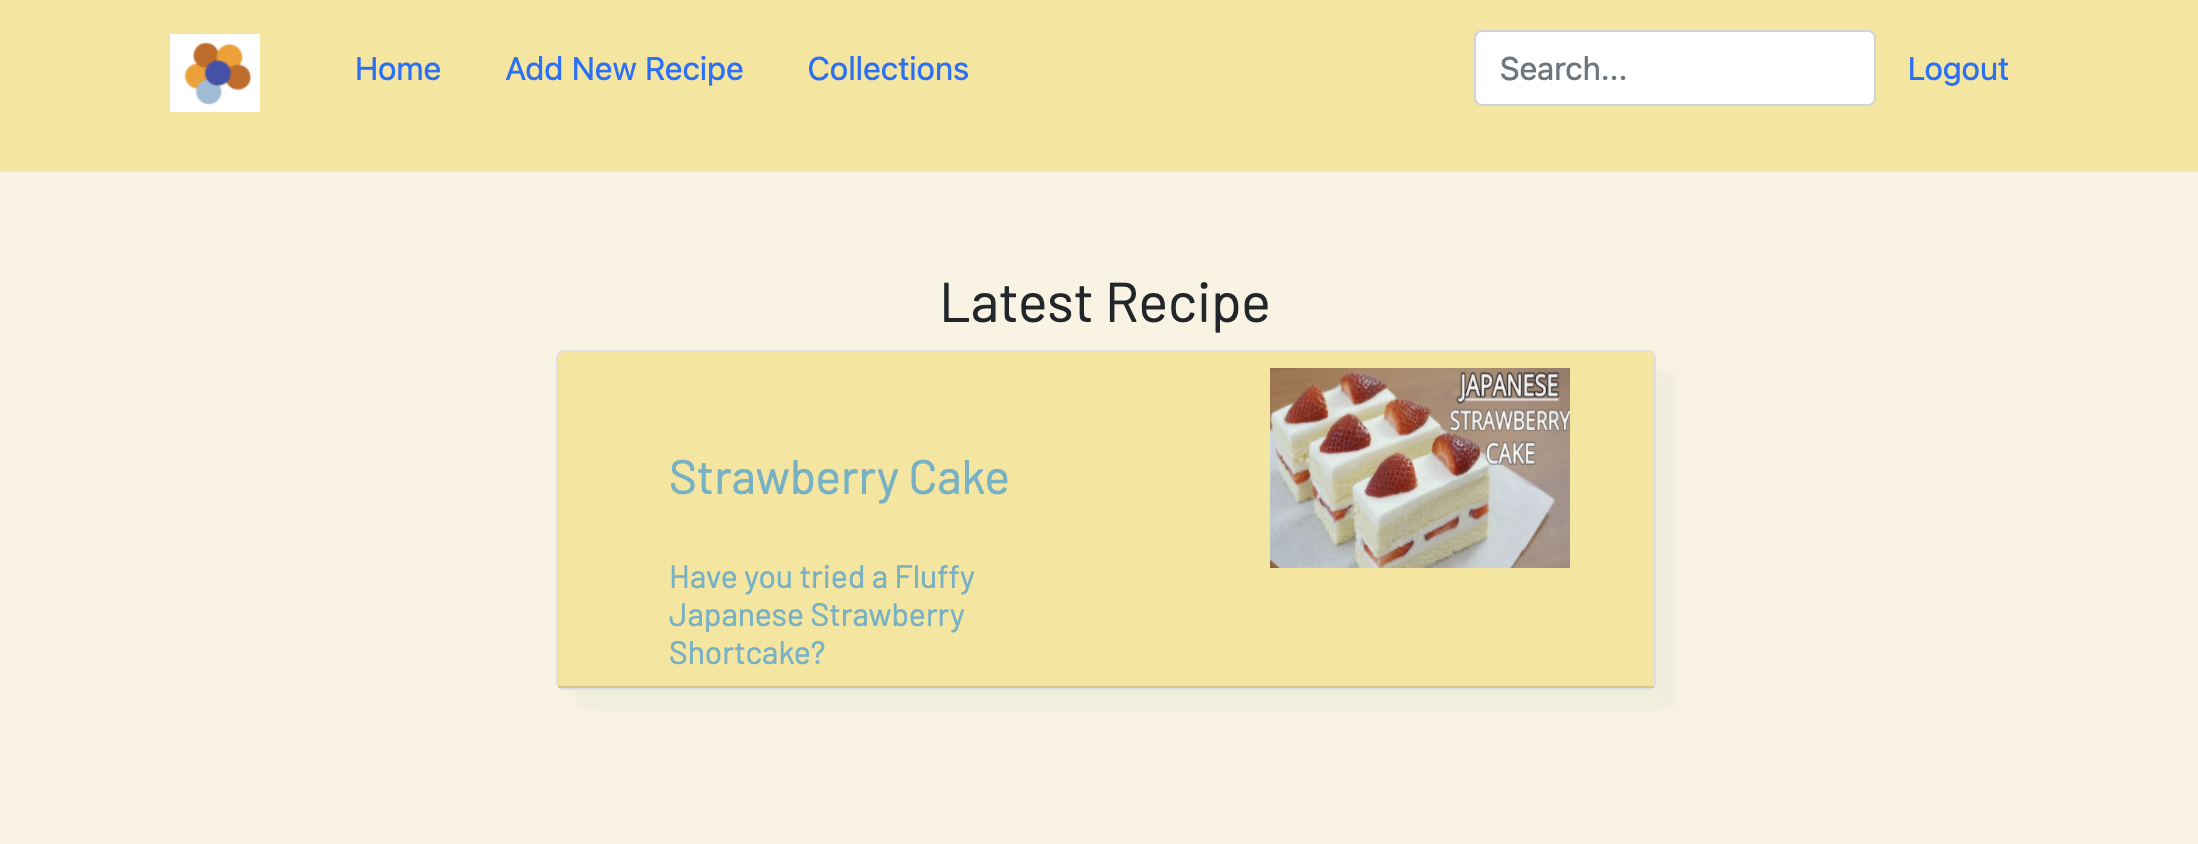 Home Add New Recipe Collections Search... Logout
Latest Recipe
Strawberry Cake
Have you tried a Fluffy
Japanese Strawberry
Shortcake?
JAPANESE
STRAWBERRY
CAKE